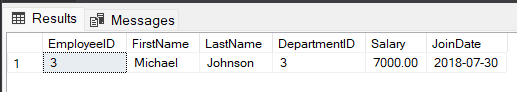 Results Messages
EmployeeID FirstName LastName DepartmentID Salary JoinDate
1 3 Michael Johnson 3 7000.00 2018-07-30